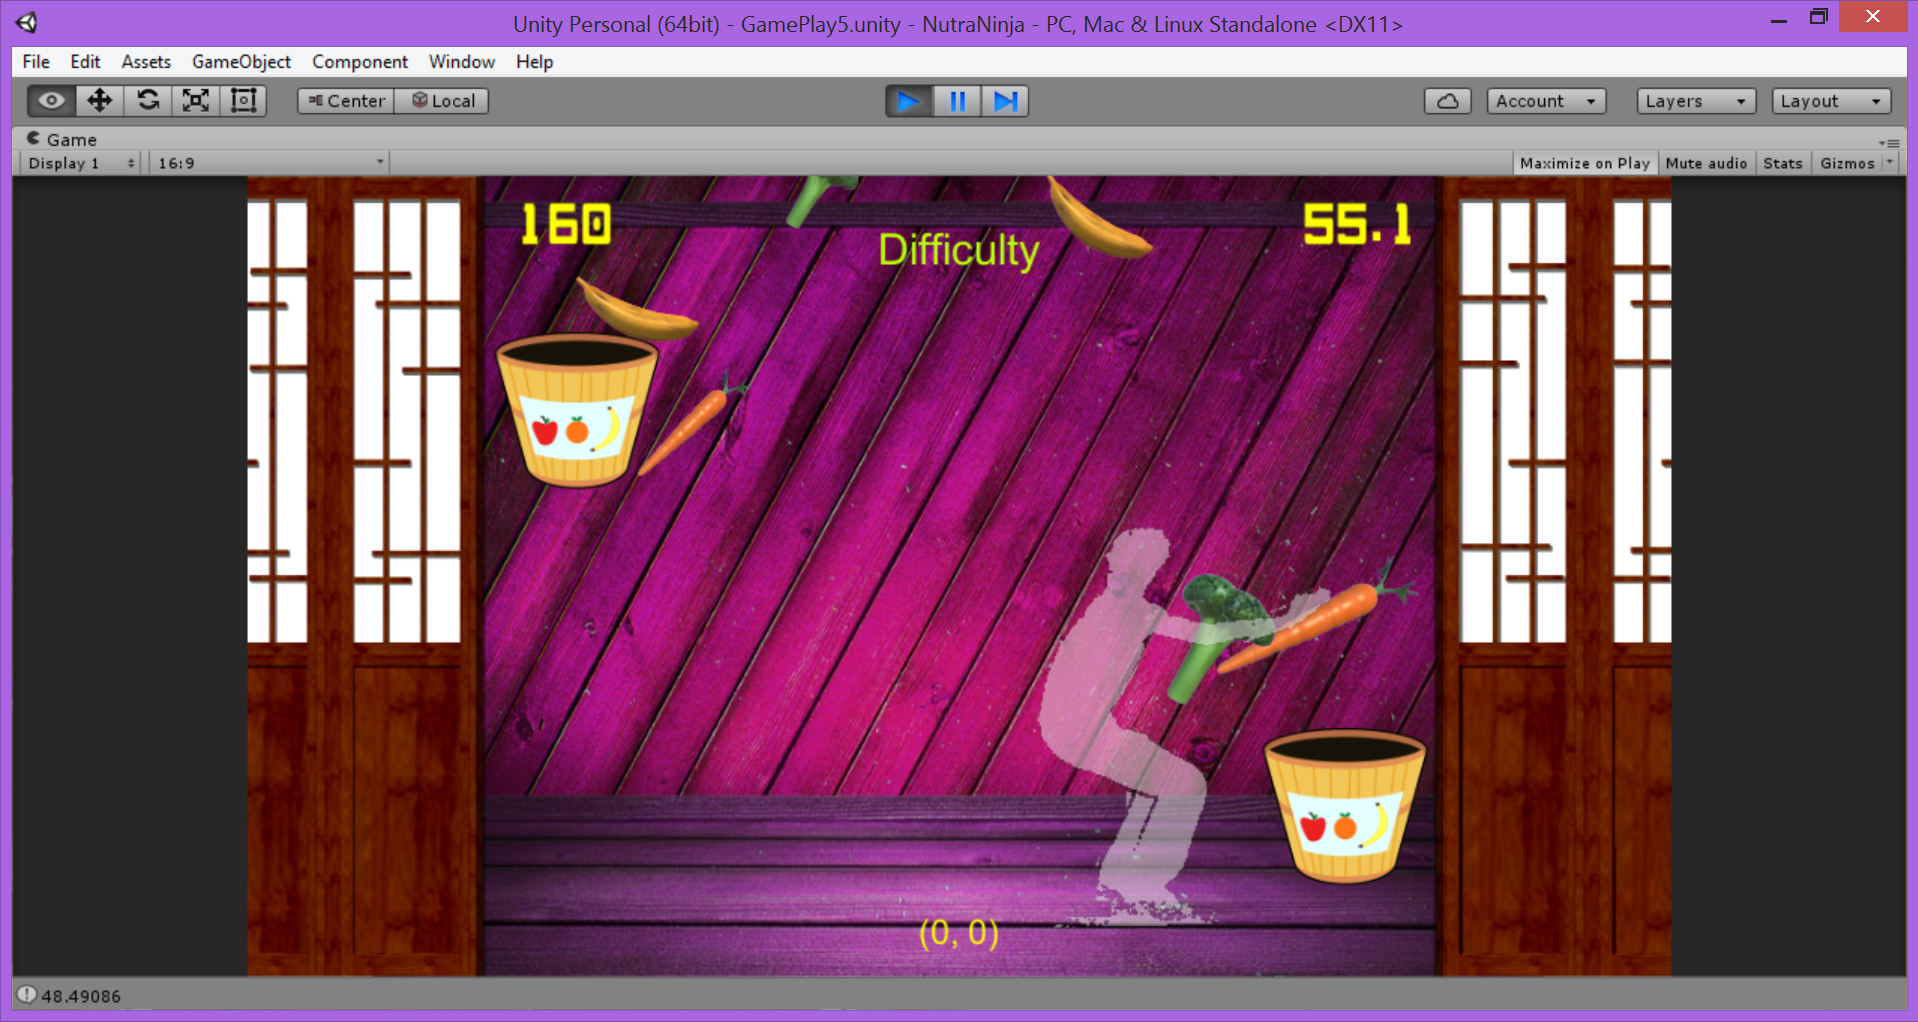 Unity Personal (64bit) - GamePlay5.unity - NutraNinja - PC, Mac & Linux Standalone <DX11>
File Edit Assets GameObject Component Window Help
Center Local Account Layers Layout
Game
Display 1 16:9 Maximize on Play Mute audio Stats Gizmos
160 55.1
Difficulty
(0, 0)
48.49086